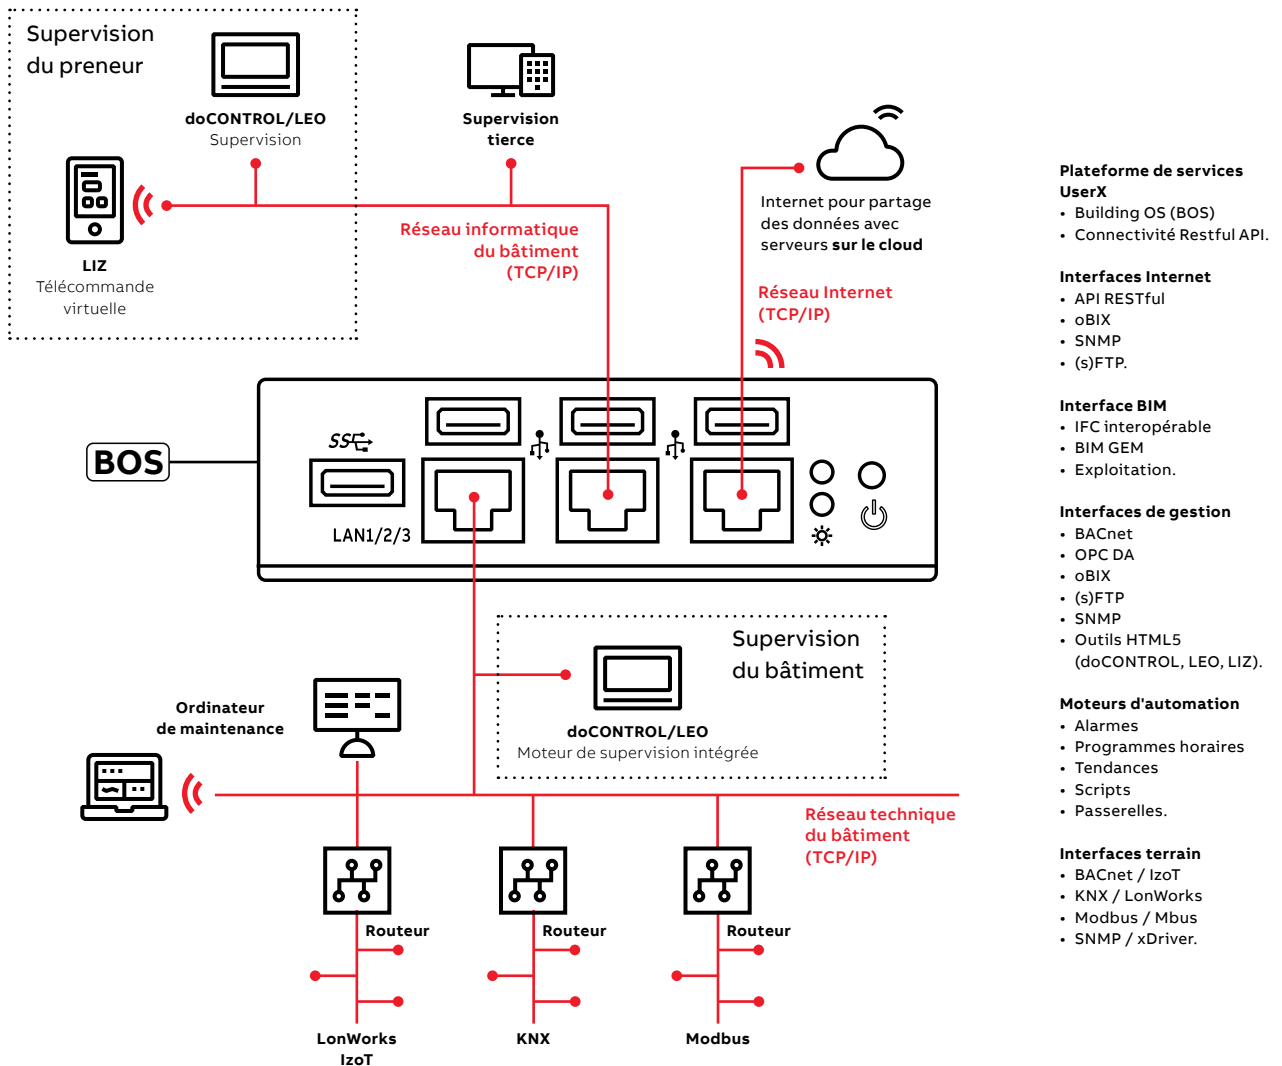 Supervision
du preneur
doCONTROL/LEO
Supervision
LIZ
Télécommande
virtuelle
Supervision
tierce
Réseau informatique
du bâtiment
(TCP/IP)
Internet pour partage
des données avec
serveurs sur le cloud
Réseau Internet
(TCP/IP)
BOS
SS
LAN1/2/3
Supervision
du bâtiment
doCONTROL/LEO
Moteur de supervision intégrée
Ordinateur
de maintenance
Réseau technique
du bâtiment
(TCP/IP)
Routeur
Routeur
Routeur
LonWorks
IzoT
KNX
Modbus
Plateforme de services
UserX
• Building OS (BOS)
• Connectivité Restful API.
Interfaces Internet
• API RESTful
• oBIX
• SNMP
• (s)FTP.
Interface BIM
• IFC interopérable
• BIM GEM
• Exploitation.
Interfaces de gestion
• BACnet
• OPC DA
• oBIX
• (s)FTP
• SNMP
• Outils HTML5
(doCONTROL, LEO, LIZ).
Moteurs d'automation
• Alarmes
• Programmes horaires
• Tendances
• Scripts
• Passerelles.
Interfaces terrain
• BACnet / IzoT
• KNX / LonWorks
• Modbus / Mbus
• SNMP / xDriver.